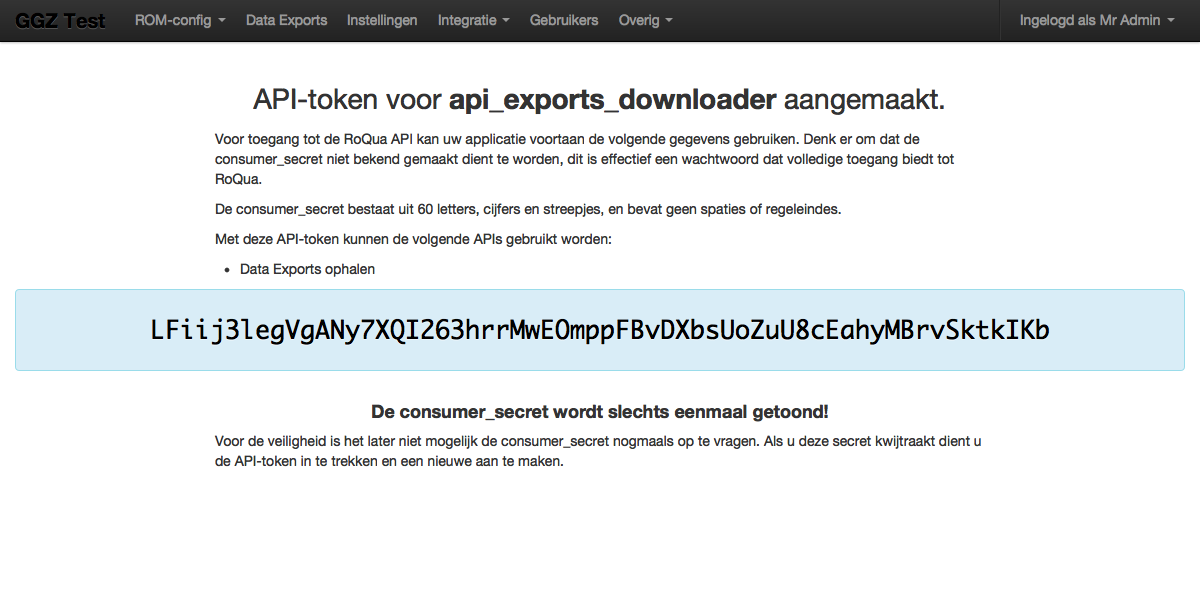 GGZ Test ROM-config Data Exports Instellingen Integratie Gebruikers Overig Ingelogd als Mr Admin
API-token voor api_exports_downloader aangemaakt.
Voor toegang tot de RoQua API kan uw applicatie voortaan de volgende gegevens gebruiken. Denk er om dat de
consumer_secret niet bekend gemaakt dient te worden, dit is effectief een wachtwoord dat volledige toegang biedt tot
RoQua.
De consumer_secret bestaat uit 60 letters, cijfers en streepjes, en bevat geen spaties of regeleindes.
Met deze API-token kunnen de volgende APIs gebruikt worden:
• Data Exports ophalen
LFiij3legVgANy7XQI263hrrMwEOmppFBvDXbsUoZuU8cEahyMBrvSktkIKb
De consumer_secret wordt slechts eenmaal getoond!
Voor de veiligheid is het later niet mogelijk de consumer_secret nogmaals op te vragen. Als u deze secret kwijtraakt dient u
de API-token in te trekken en een nieuwe aan te maken.